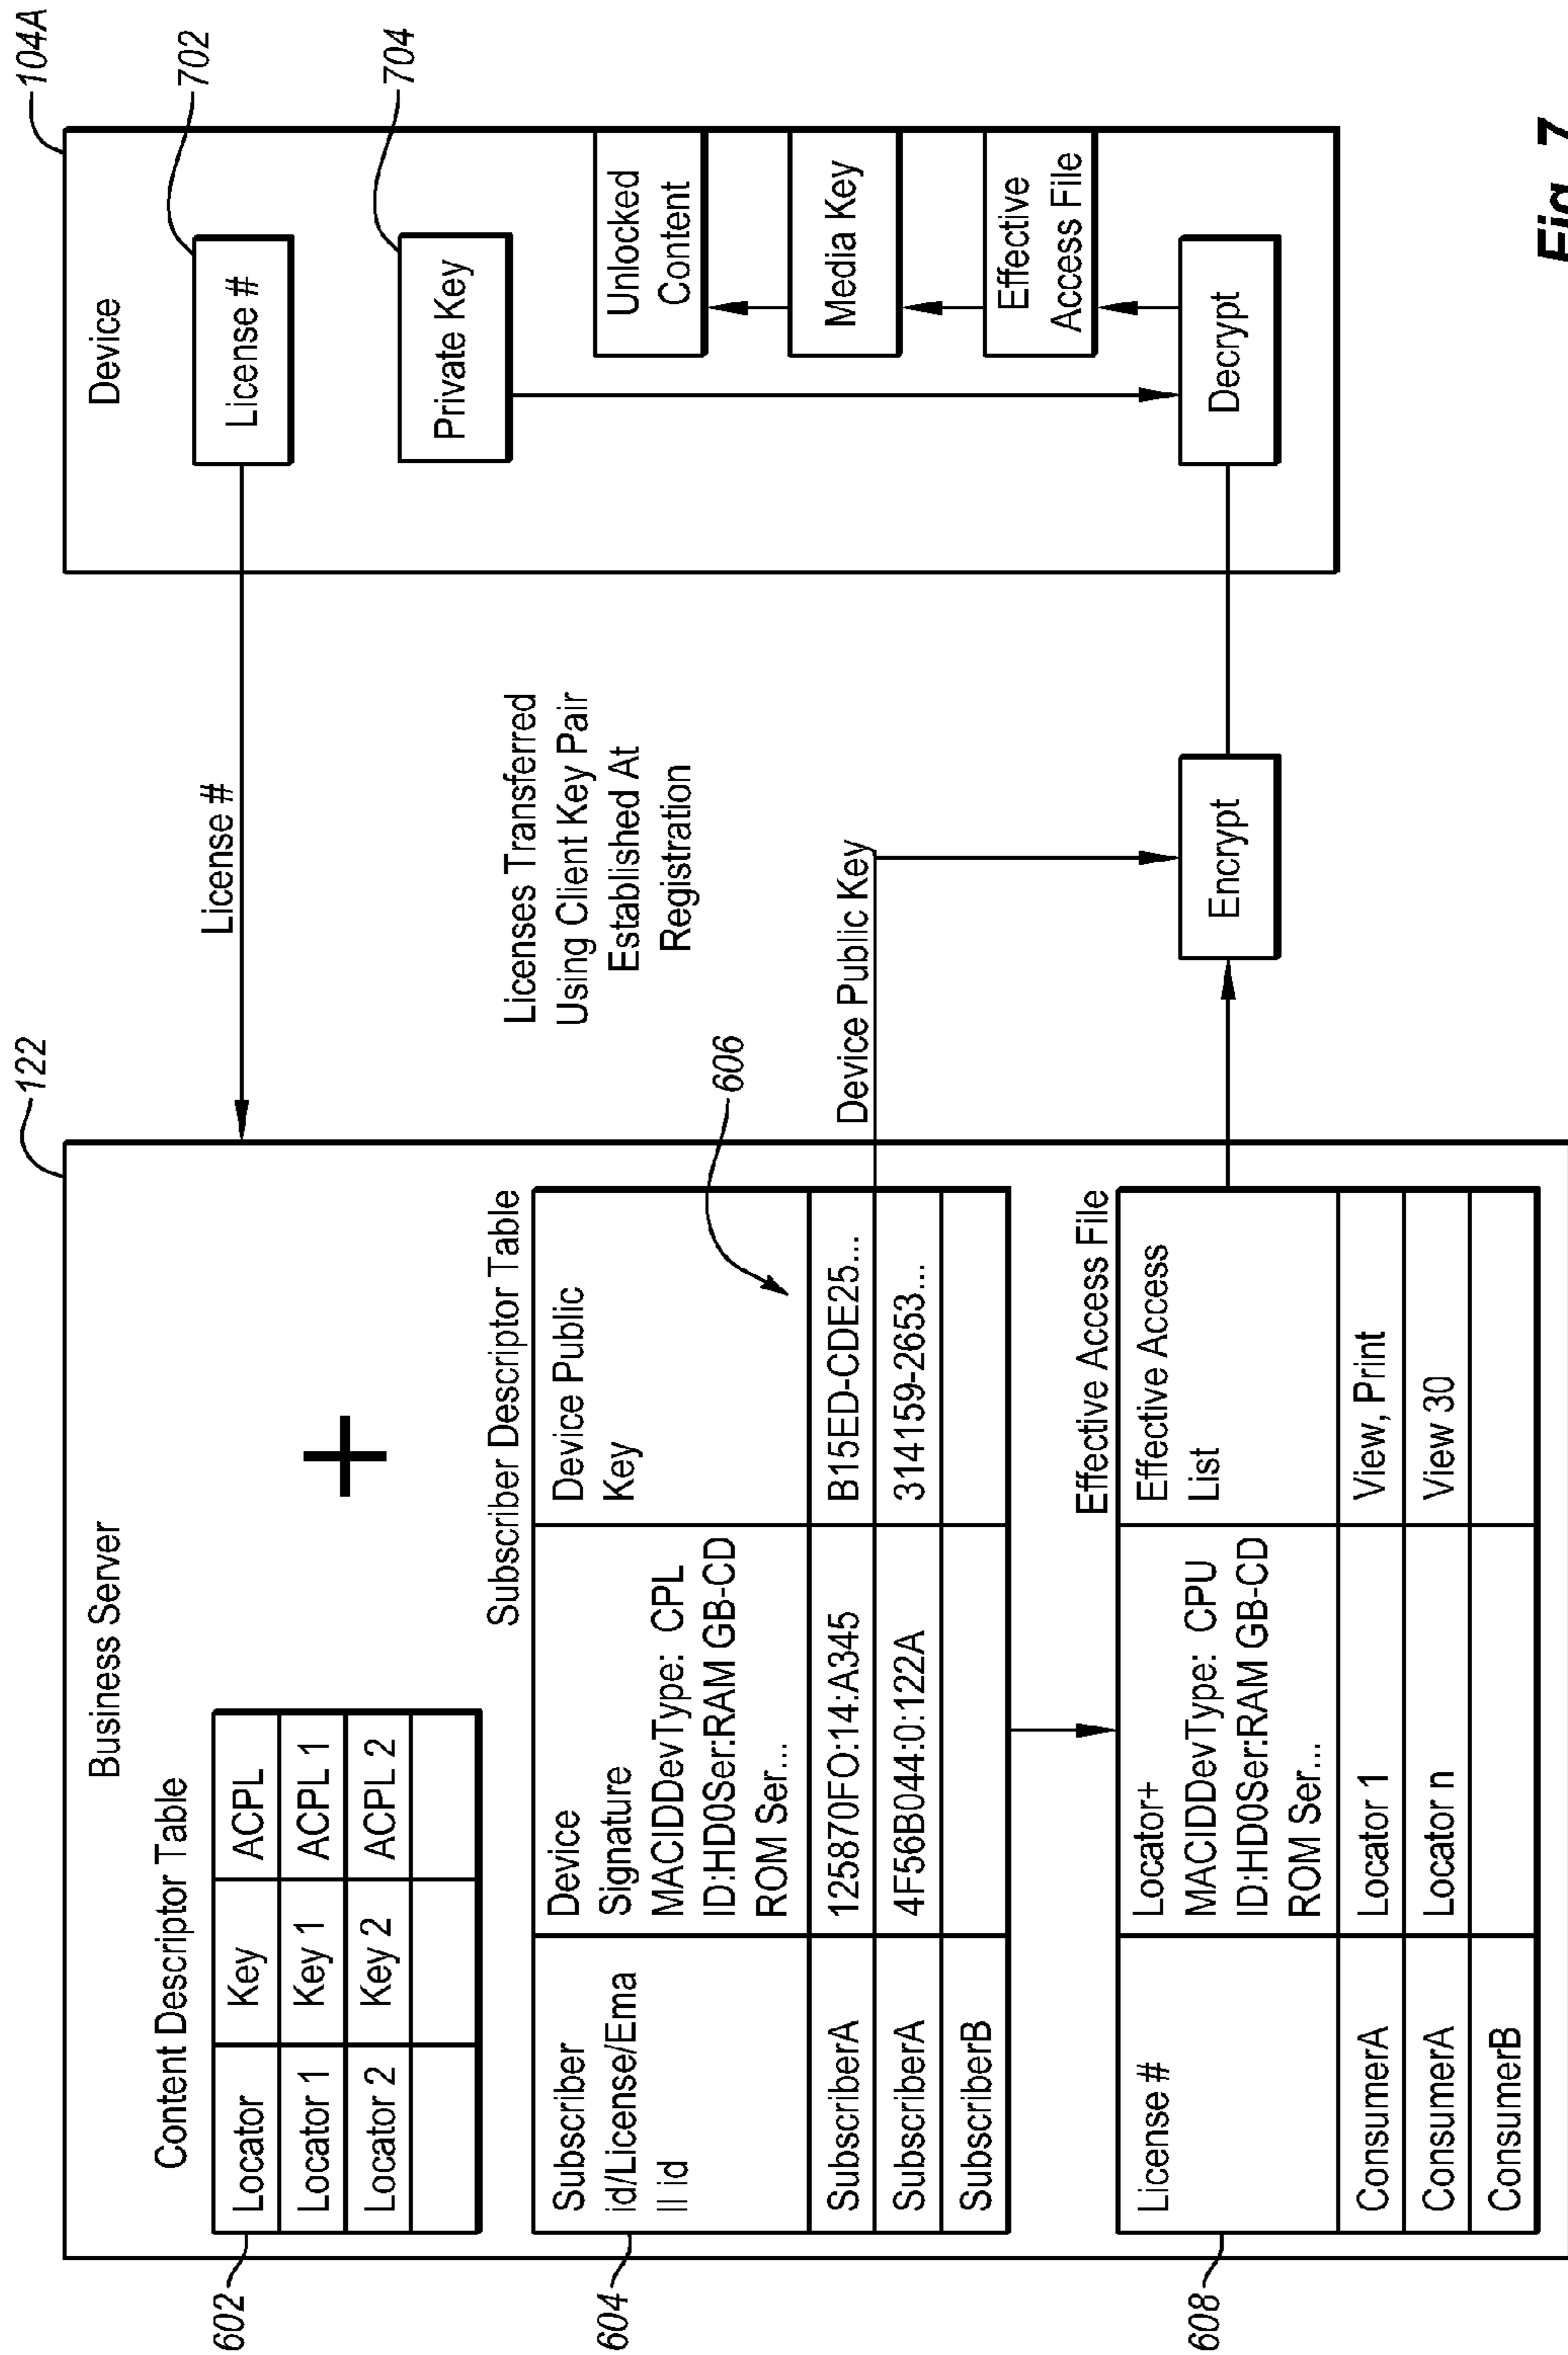 122
104A
Business Server
Content Descriptor Table
602
Locator Key ACPL
Locator 1 Key 1 ACPL 1
Locator 2 Key 2 ACPL 2
+
Subscriber Descriptor Table
604
Subscriber
id/License/Ema
ll id
Device
Signature
MACIDDevType: CPL
ID:HD0Ser:RAM GB-CD
ROM Ser...
Device Public
Key
606
SubscriberA 125870FO:14:A345 B15ED-CDE25...
SubscriberA 4F56B044:0:122A 314159-2653...
SubscriberB
Effective Access File
608
License #
Locator+
MACIDDevType: CPU
ID:HD0Ser:RAM GB-CD
ROM Ser...
Effective Access
List
ConsumerA Locator 1 View, Print
ConsumerA Locator n View 30
ConsumerB
License #
Licenses Transferred
Using Client Key Pair
Established At
Registration
Device Public Key
Encrypt
Device
License #
702
Private Key
704
Unlocked
Content
Media Key
Effective
Access File
Decrypt
Fig. 7